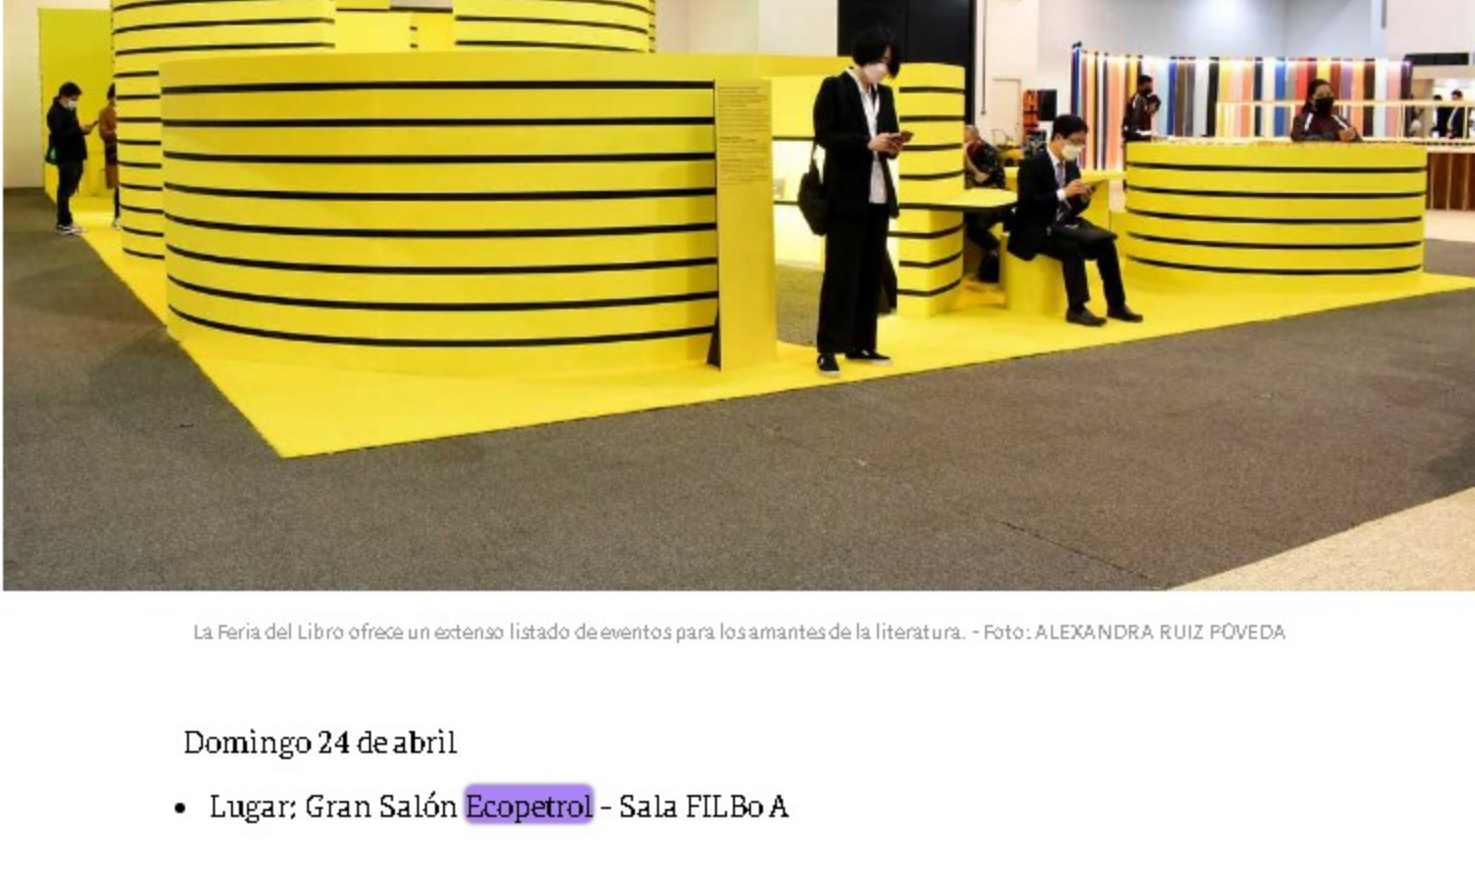 La Feria del Libro ofrece un extenso listado de eventos para los amantes de la literatura. - Foto: ALEXANDRA RUIZ POVEDA
Domingo 24 de abril
• Lugar: Gran Salón Ecopetrol - Sala FILBo A